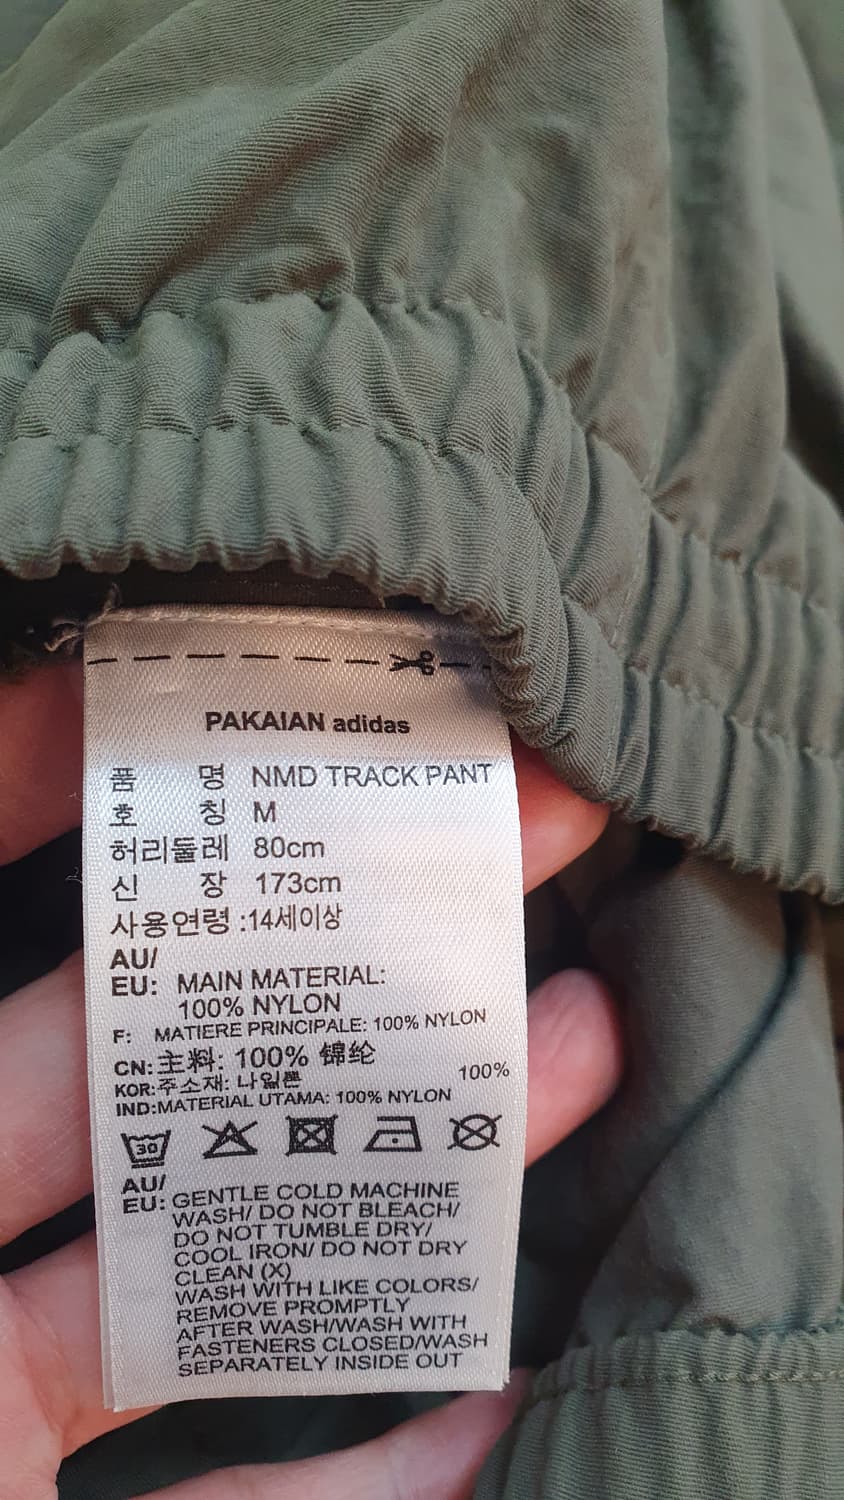 PAKAIAN adidas
품 명 NMD TRACK PANT
호 칭 M
허리둘레 80cm
신 장 173cm
사용연령 :14세이상
AU/
EU: MAIN MATERIAL:
100% NYLON
F: MATIERE PRINCIPALE: 100% NYLON
CN:主料: 100% 锦纶
KOR:주소재: 나일론 100%
IND:MATERIAL UTAMA: 100% NYLON
30
AU/
EU: GENTLE COLD MACHINE
WASH/ DO NOT BLEACH/
DO NOT TUMBLE DRY/
COOL IRON/ DO NOT DRY
CLEAN (X)
WASH WITH LIKE COLORS/
REMOVE PROMPTLY
AFTER WASH/WASH WITH
FASTENERS CLOSED/WASH
SEPARATELY INSIDE OUT